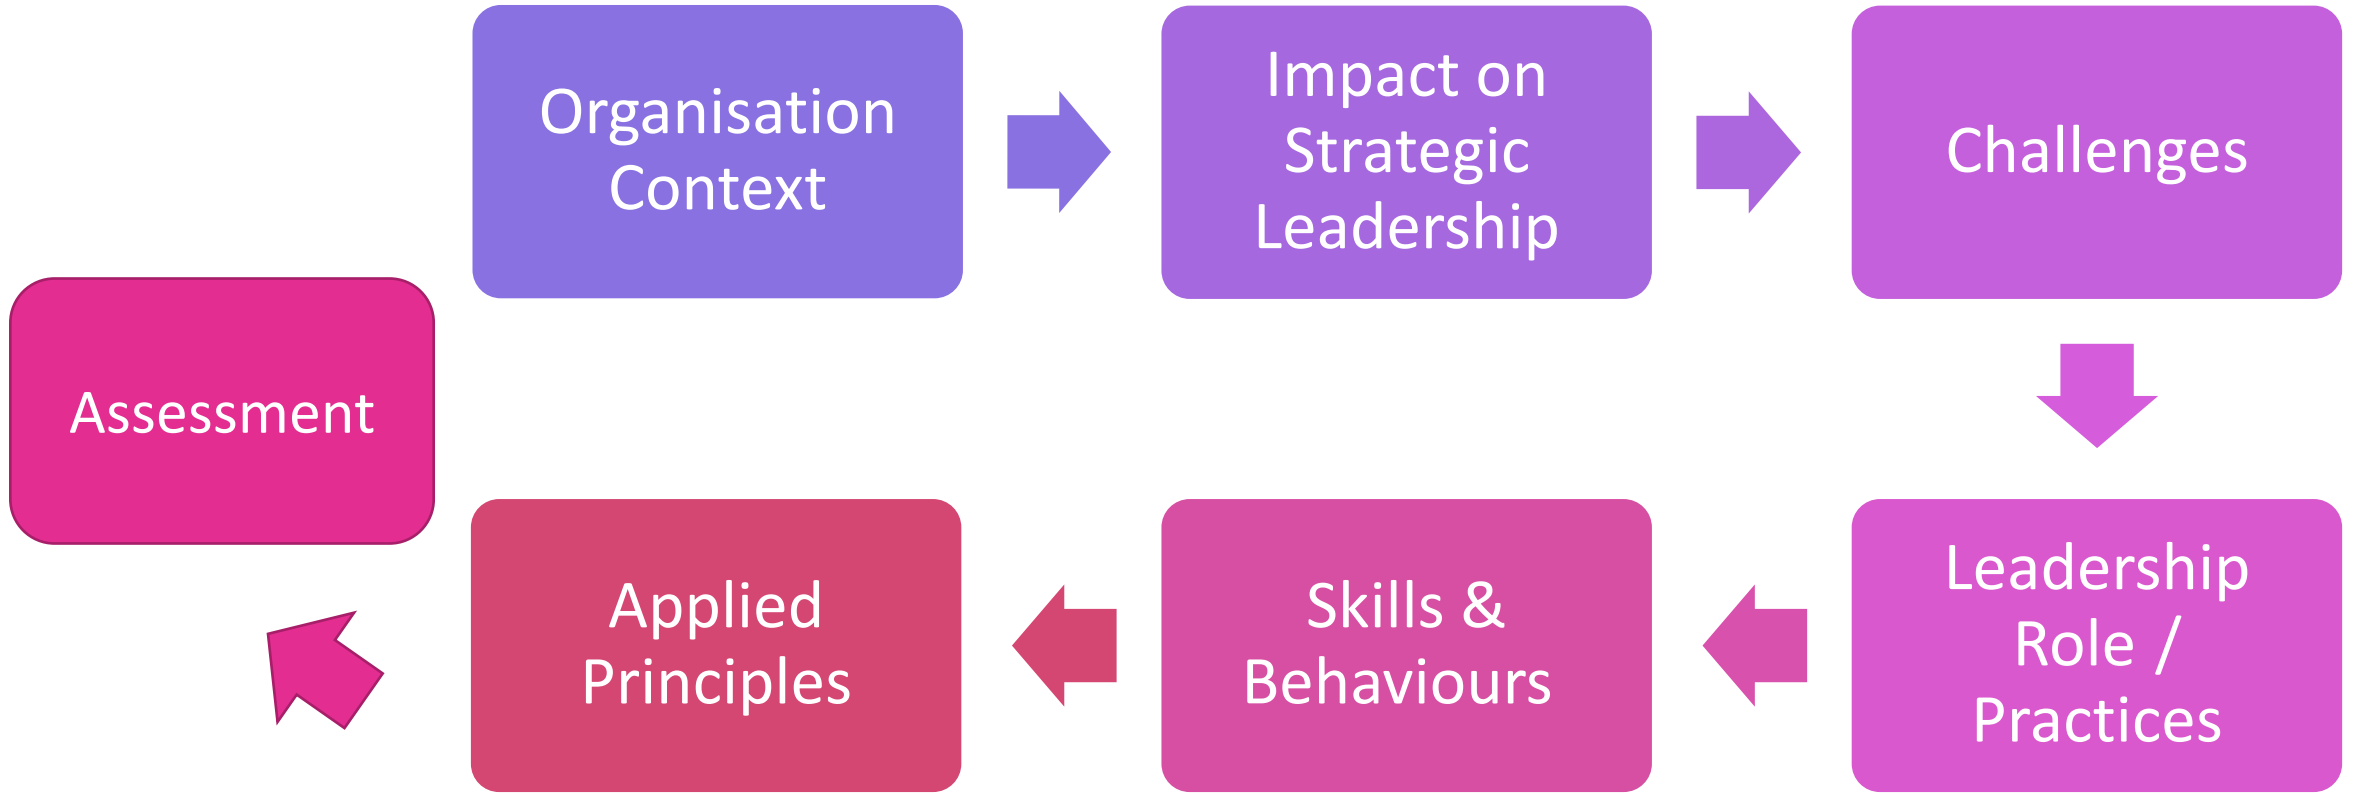 Organisation
Context
Impact on
Strategic
Leadership
Challenges
Leadership
Role /
Practices
Skills &
Behaviours
Applied
Principles
Assessment